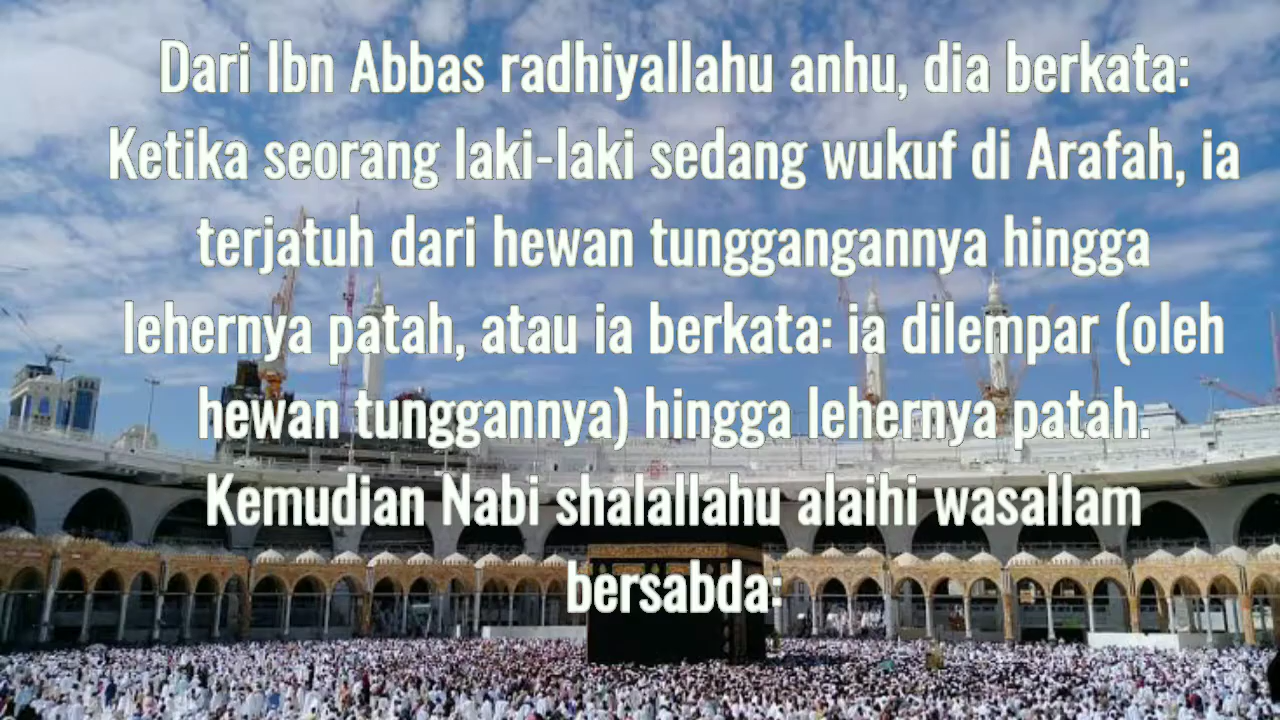 Dari Ibn Abbas radhiyallahu anhu, dia berkata:
Ketika seorang laki-laki sedang wukuf di Arafah, ia
terjatuh dari hewan tunggangannya hingga
lehernya patah, atau ia berkata: ia dilempar (oleh
hewan tunggannya) hingga lehernya patah.
Kemudian Nabi shalallahu alaihi wasallam
bersabda: